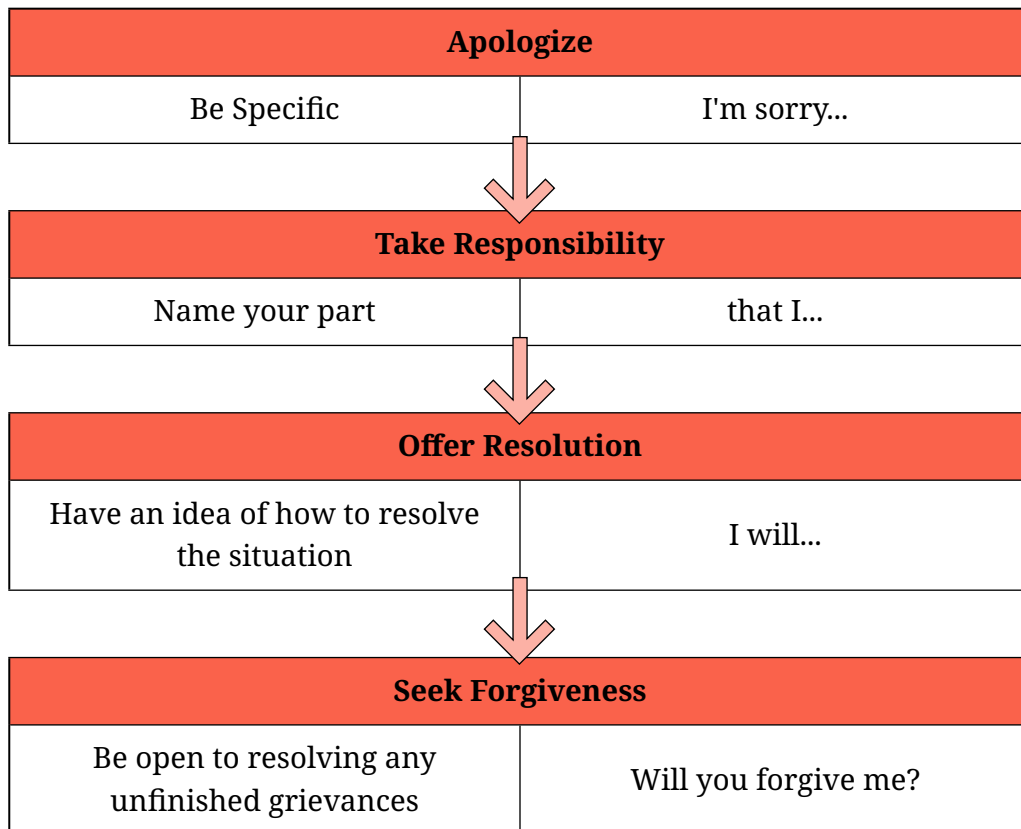 Apologize
Be Specific
I'm sorry...
Take Responsibility
Name your part
that I...
Offer Resolution
Have an idea of how to resolve
the situation
I will...
Seek Forgiveness
Be open to resolving any
unfinished grievances
Will you forgive me?